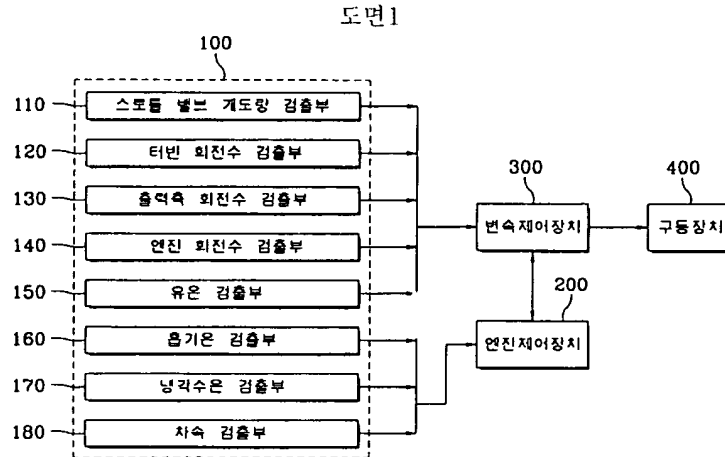 도면1
100
110 스로틀 밸브 개도량 검출부
120 터빈 회전수 검출부
130 출력축 회전수 검출부
140 엔진 회전수 검출부
150 유온 검출부
160 흡기온 검출부
170 냉각수온 검출부
180 차속 검출부
300
변속제어장치
400
구동장치
200
엔진제어장치